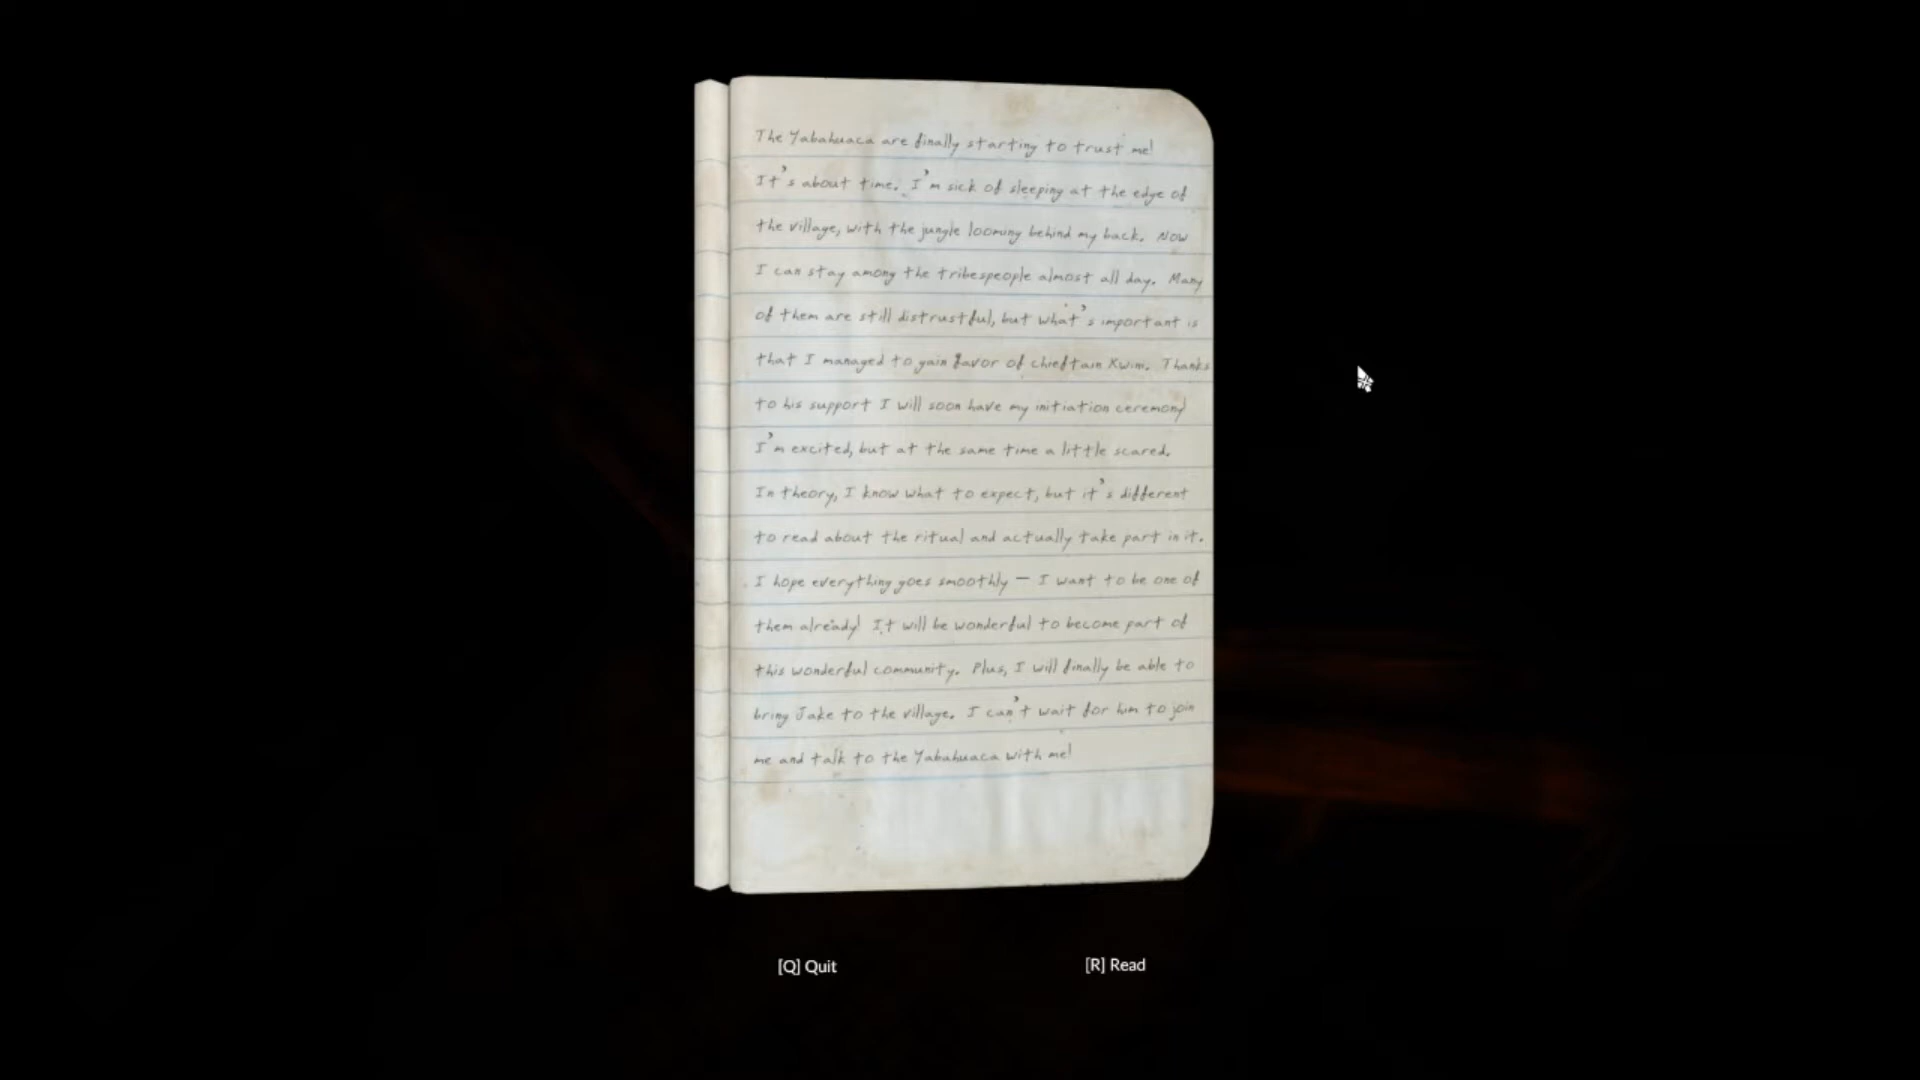 The Yabahuaca are finally starting to trust me!
It's about time. I'm sick of sleeping at the edge of
the village, with the jungle looming behind my back. Now
I can stay among the tribespeople almost all day. Many
of them are still distrustful, but what's important is
that I managed to gain favor of chieftain Kwini. Thanks
to his support I will soon have my initiation ceremony
I'm excited, but at the same time a little scared.
In theory, I know what to expect, but it's different
to read about the ritual and actually take part in it.
I hope everything goes smoothly — I want to be one of
them already! It will be wonderful to become part of
this wonderful community. Plus, I will finally be able to
bring Jake to the village. I can't wait for him to join
me and talk to the Yabahuaca with me!
[Q] Quit [R] Read